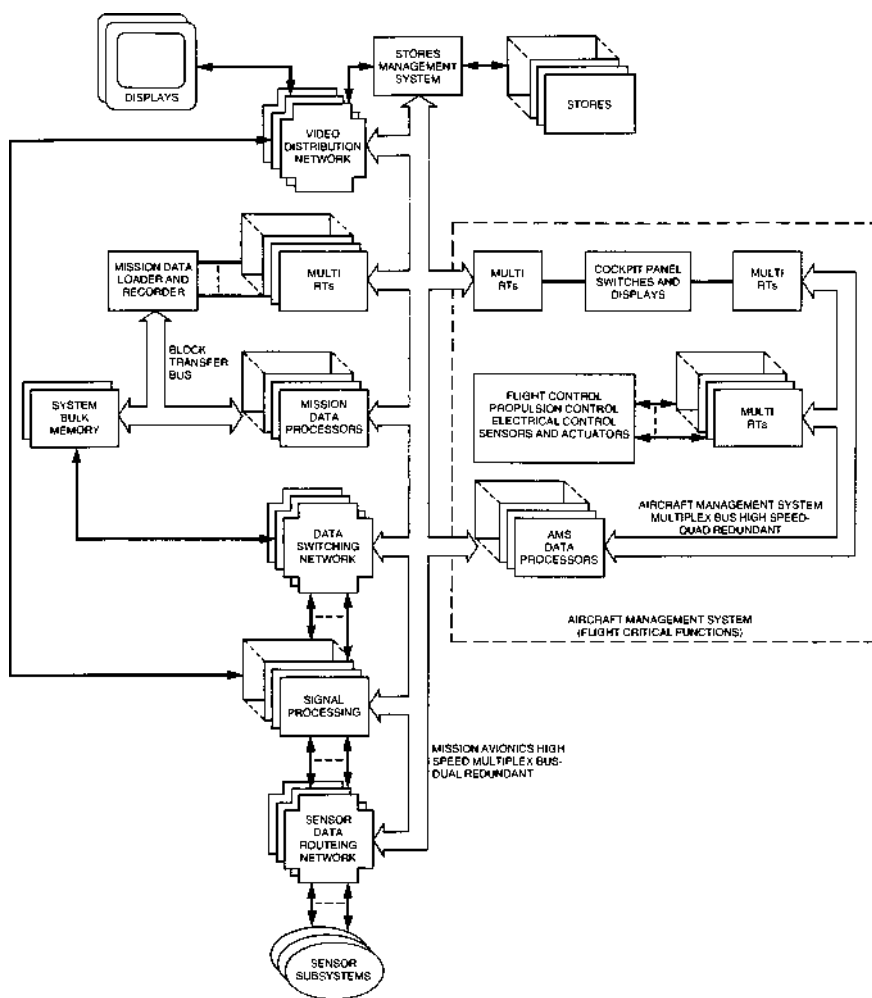 DISPLAYS
STORES
MANAGEMENT
SYSTEM
STORES
VIDEO
DISTRIBUTION
NETWORK
MISSION DATA
LOADER AND
RECORDER
MULTI
RTs
MULTI
RTs
COCKPIT PANEL
SWITCHES AND
DISPLAYS
MULTI
RTs
BLOCK
TRANSFER
BUS
SYSTEM
BULK
MEMORY
MISSION
DATA
PROCESSORS
FLIGHT CONTROL
PROPULSION CONTROL
ELECTRICAL CONTROL
SENSORS AND ACTUATORS
MULTI
RTs
DATA
SWITCHING
NETWORK
AMS
DATA
PROCESSORS
AIRCRAFT MANAGEMENT SYSTEM
MULTIPLEX BUS HIGH SPEED-
QUAD REDUNDANT
AIRCRAFT MANAGEMENT SYSTEM
(FLIGHT CRITICAL FUNCTIONS)
SIGNAL
PROCESSING
MISSION AVIONICS HIGH
SPEED MULTIPLEX BUS-
DUAL REDUNDANT
SENSOR
DATA
ROUTEING
NETWORK
SENSOR
SUBSYSTEMS